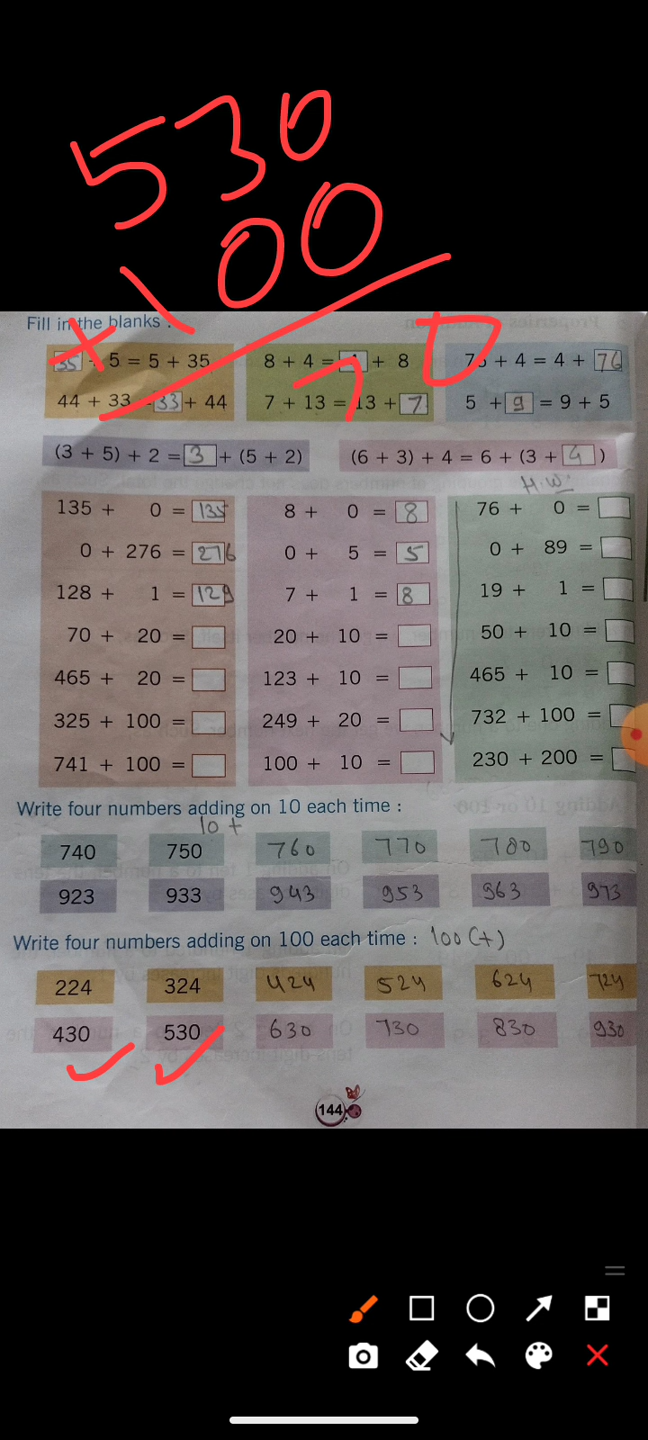 530
+ 100
Fill in the blanks :
35 + 5 = 5 + 35
8 + 4 = 4 + 8
76 + 4 = 4 + 76
44 + 33 = 33 + 44
7 + 13 = 13 + 7
5 + 9 = 9 + 5
(3 + 5) + 2 = 3 + (5 + 2)
(6 + 3) + 4 = 6 + (3 + 4)
H.W.
135 + 0 = 135
0 + 276 = 276
128 + 1 = 129
70 + 20 =
465 + 20 =
325 + 100 =
741 + 100 =
8 + 0 = 8
0 + 5 = 5
7 + 1 = 8
20 + 10 =
123 + 10 =
249 + 20 =
100 + 10 =
76 + 0 =
0 + 89 =
19 + 1 =
50 + 10 =
465 + 10 =
732 + 100 =
230 + 200 =
Write four numbers adding on 10 each time :
10 +
740 750 760 770 780 790
923 933 943 953 963 973
Write four numbers adding on 100 each time : 100 (+)
224 324 424 524 624 724
430 530 630 730 830 930
144